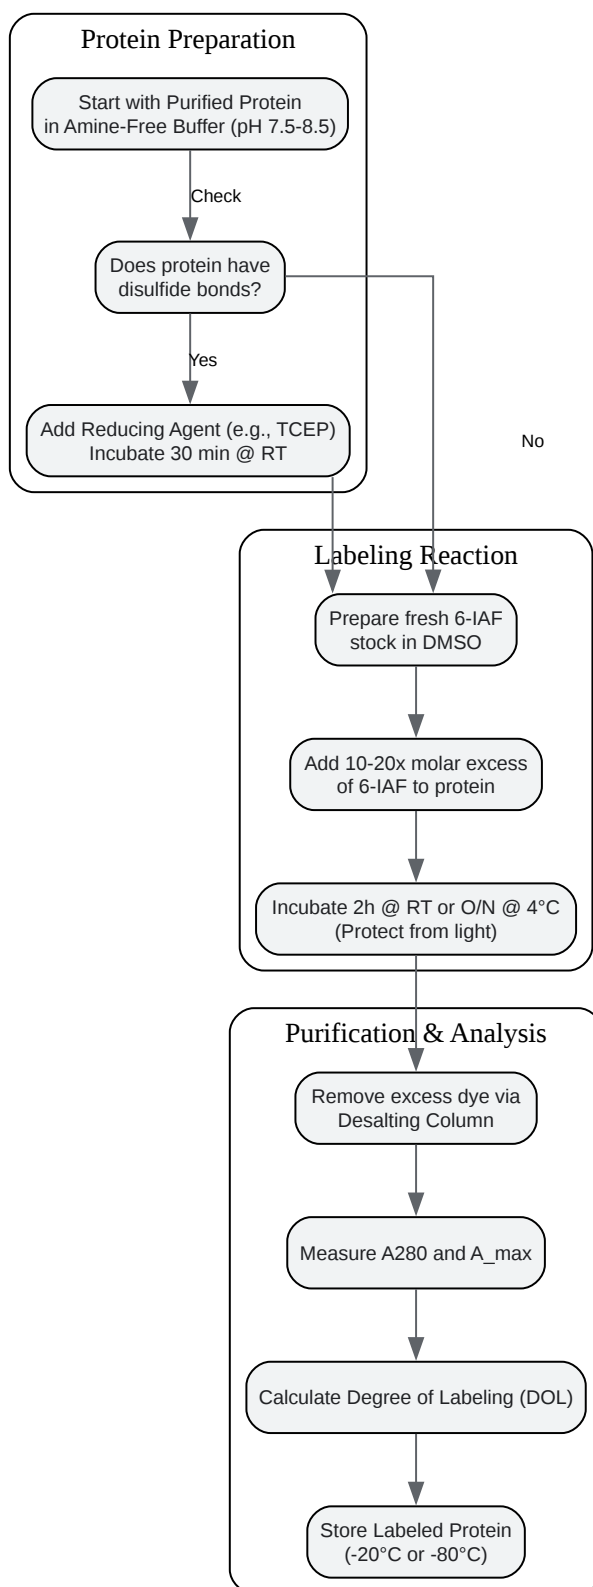 Protein Preparation
Start with Purified Protein
in Amine-Free Buffer (pH 7.5-8.5)
Check
Does protein have
disulfide bonds?
Yes
Add Reducing Agent (e.g., TCEP)
Incubate 30 min @ RT
No
Labeling Reaction
Prepare fresh 6-IAF
stock in DMSO
Add 10-20x molar excess
of 6-IAF to protein
Incubate 2h @ RT or O/N @ 4°C
(Protect from light)
Purification & Analysis
Remove excess dye via
Desalting Column
Measure A280 and A_max
Calculate Degree of Labeling (DOL)
Store Labeled Protein
(-20°C or -80°C)